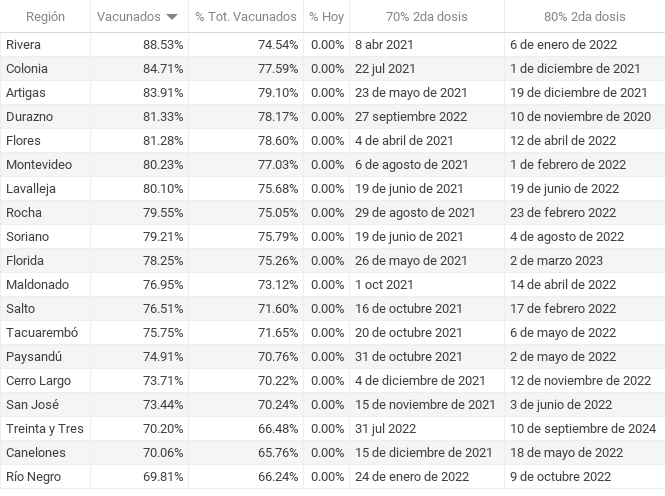 Región Vacunados % Tot. Vacunados % Hoy 70% 2da dosis 80% 2da dosis
Rivera 88.53% 74.54% 0.00% 8 abr 2021 6 de enero de 2022
Colonia 84.71% 77.59% 0.00% 22 jul 2021 1 de diciembre de 2021
Artigas 83.91% 79.10% 0.00% 23 de mayo de 2021 19 de diciembre de 2021
Durazno 81.33% 78.17% 0.00% 27 septiembre 2022 10 de noviembre de 2020
Flores 81.28% 78.60% 0.00% 4 de abril de 2021 12 de abril de 2022
Montevideo 80.23% 77.03% 0.00% 6 de agosto de 2021 1 de febrero de 2022
Lavalleja 80.10% 75.68% 0.00% 19 de junio de 2021 19 de junio de 2022
Rocha 79.55% 75.05% 0.00% 29 de agosto de 2021 23 de febrero 2022
Soriano 79.21% 75.79% 0.00% 19 de junio de 2021 4 de agosto de 2022
Florida 78.25% 75.26% 0.00% 26 de mayo de 2021 2 de marzo 2023
Maldonado 76.95% 73.12% 0.00% 1 oct 2021 14 de abril de 2022
Salto 76.51% 71.60% 0.00% 16 de octubre 2021 17 de febrero de 2022
Tacuarembó 75.75% 71.65% 0.00% 20 de octubre 2021 6 de mayo de 2022
Paysandú 74.91% 70.76% 0.00% 31 de octubre 2021 2 de mayo de 2022
Cerro Largo 73.71% 70.22% 0.00% 4 de diciembre de 2021 12 de noviembre de 2022
San José 73.44% 70.24% 0.00% 15 de noviembre de 2021 3 de junio de 2022
Treinta y Tres 70.20% 66.48% 0.00% 31 jul 2022 10 de septiembre de 2024
Canelones 70.06% 65.76% 0.00% 15 de diciembre de 2021 18 de mayo de 2022
Río Negro 69.81% 66.24% 0.00% 24 de enero de 2022 9 de octubre 2022